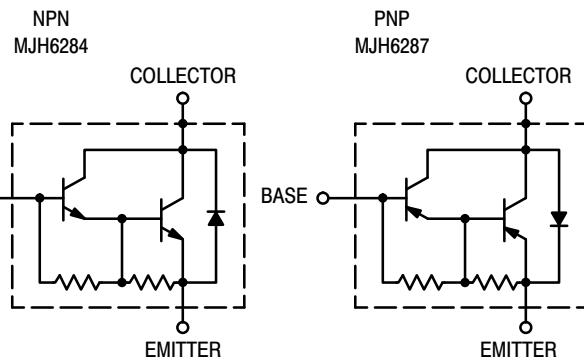 NPN
MJH6284
COLLECTOR
EMITTER
PNP
MJH6287
COLLECTOR
BASE
EMITTER